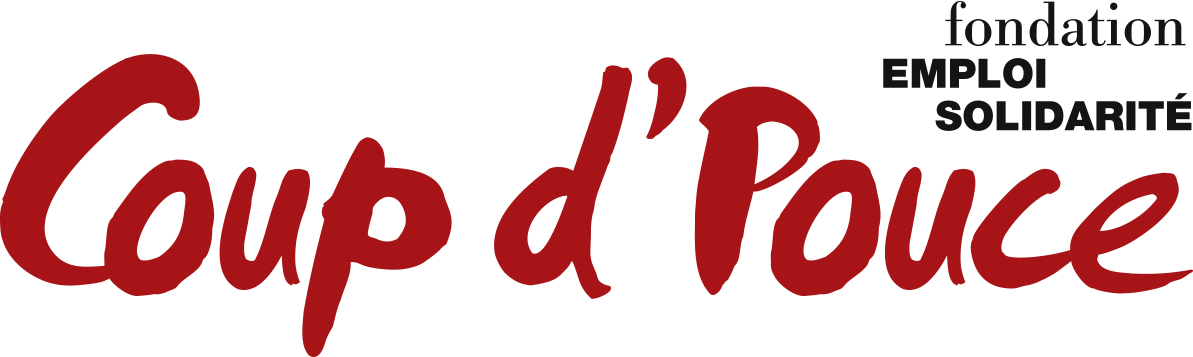 fondation
EMPLOI
SOLIDARITÉ
Coup d'Pouce